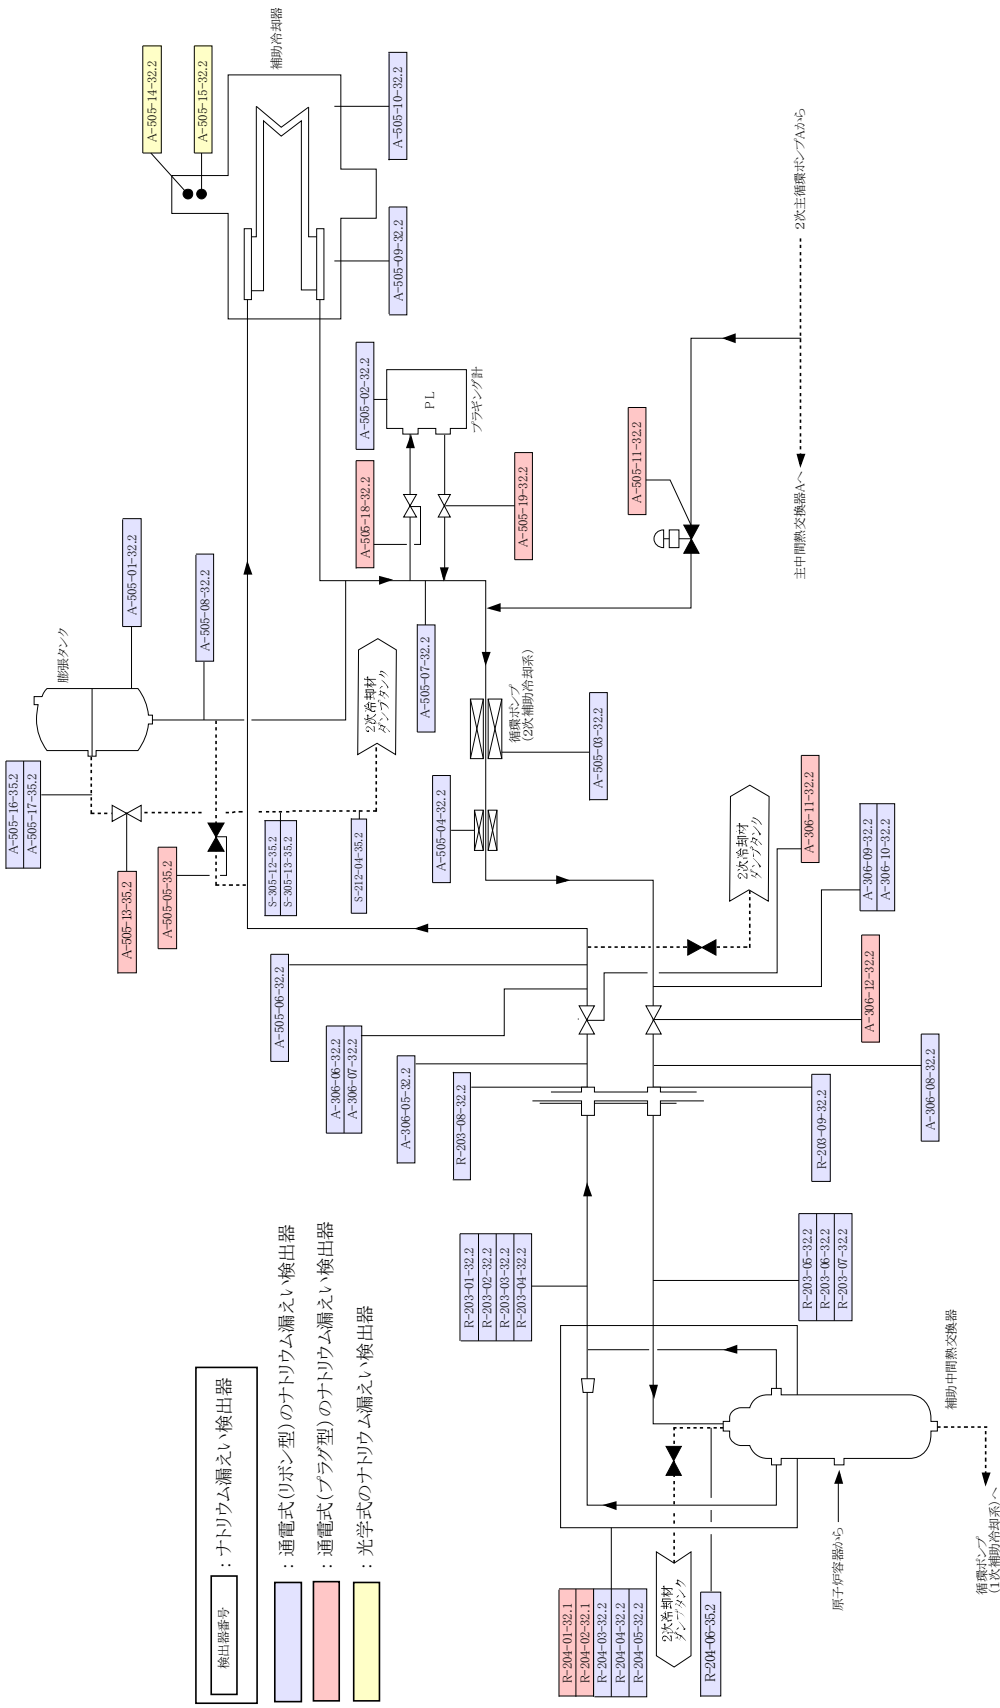 検出器番号
：ナトリウム漏えい検出器
：通電式(リボン型)のナトリウム漏えい検出器
：通電式(プラグ型)のナトリウム漏えい検出器
：光学式のナトリウム漏えい検出器
A-505-16-35.2
A-505-17-35.2
膨張タンク
A-505-01-32.2
A-505-14-32.2
A-505-15-32.2
補助冷却器
A-505-13-35.2
A-505-05-35.2
A-505-08-32.2
S-305-12-35.2
S-305-13-35.2
S-212-04-35.2
2次冷却材
ダンプタンク
A-505-09-32.2
A-505-10-32.2
A-505-02-32.2
A-505-18-32.2
PL
プラギング計
A-505-19-32.2
A-505-07-32.2
A-505-06-32.2
A-306-06-32.2
A-306-07-32.2
A-306-05-32.2
R-203-08-32.2
A-505-04-32.2
循環ポンプ
(2次補助冷却系)
A-505-03-32.2
A-505-11-32.2
2次主循環ポンプAから
主中間熱交換器Aへ
2次冷却材
ダンプタンク
A-306-11-32.2
A-306-09-32.2
A-306-10-32.2
A-306-12-32.2
A-306-08-32.2
R-203-09-32.2
R-203-01-32.2
R-203-02-32.2
R-203-03-32.2
R-203-04-32.2
R-203-05-32.2
R-203-06-32.2
R-203-07-32.2
R-204-01-32.1
R-204-02-32.1
R-204-03-32.2
R-204-04-32.2
R-204-05-32.2
2次冷却材
ダンプタンク
R-204-06-35.2
補助中間熱交換器
原子炉容器から
循環ポンプ
(1次補助冷却系)へ